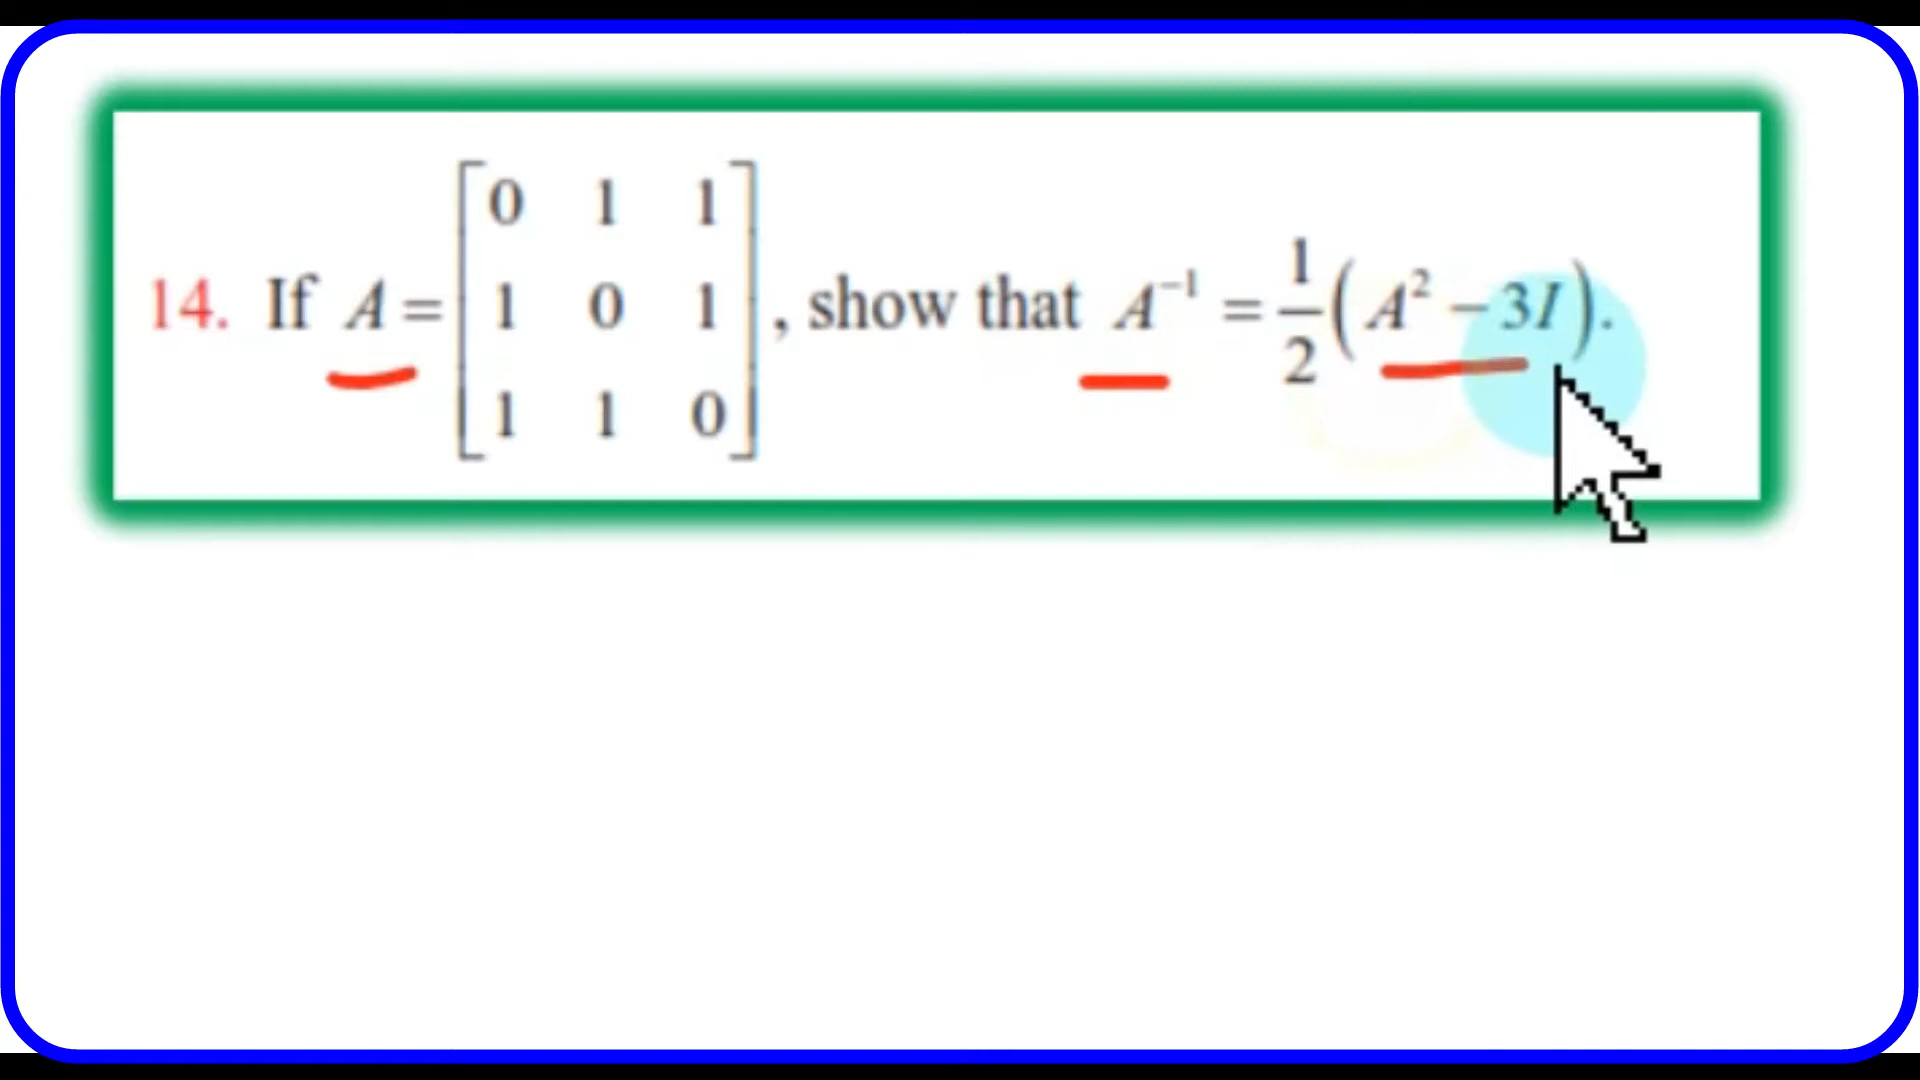 14. If A = [0 1 1
1 0 1
1 1 0], show that A⁻¹ = 1/2 (A² − 3I).